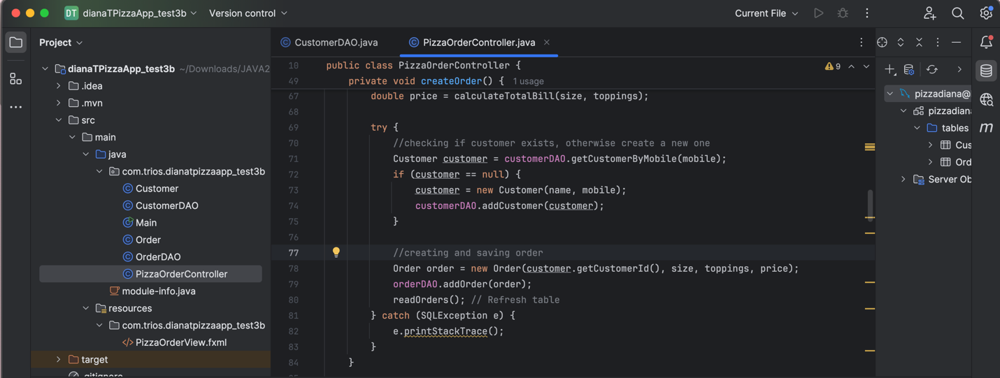 DT dianaTPizzaApp_test3b Version control Current File
Project
dianaTPizzaApp_test3b ~/Downloads/JAVA2
.idea
.mvn
src
main
java
com.trios.dianatpizzaapp_test3b
Customer
CustomerDAO
Main
Order
OrderDAO
PizzaOrderController
module-info.java
resources
com.trios.dianatpizzaapp_test3b
PizzaOrderView.fxml
target
.gitignore
CustomerDAO.java PizzaOrderController.java
10 public class PizzaOrderController {
49 private void createOrder() { 1 usage
67 double price = calculateTotalBill(size, toppings);
68
69 try {
70 //checking if customer exists, otherwise create a new one
71 Customer customer = customerDAO.getCustomerByMobile(mobile);
72 if (customer == null) {
73 customer = new Customer(name, mobile);
74 customerDAO.addCustomer(customer);
75 }
76
77 //creating and saving order
78 Order order = new Order(customer.getCustomerId(), size, toppings, price);
79 orderDAO.addOrder(order);
80 readOrders(); // Refresh table
81 } catch (SQLException e) {
82 e.printStackTrace();
83 }
84 }
9
pizzadiana@
pizzadiana
tables
Cus
Ord
Server Ob
m